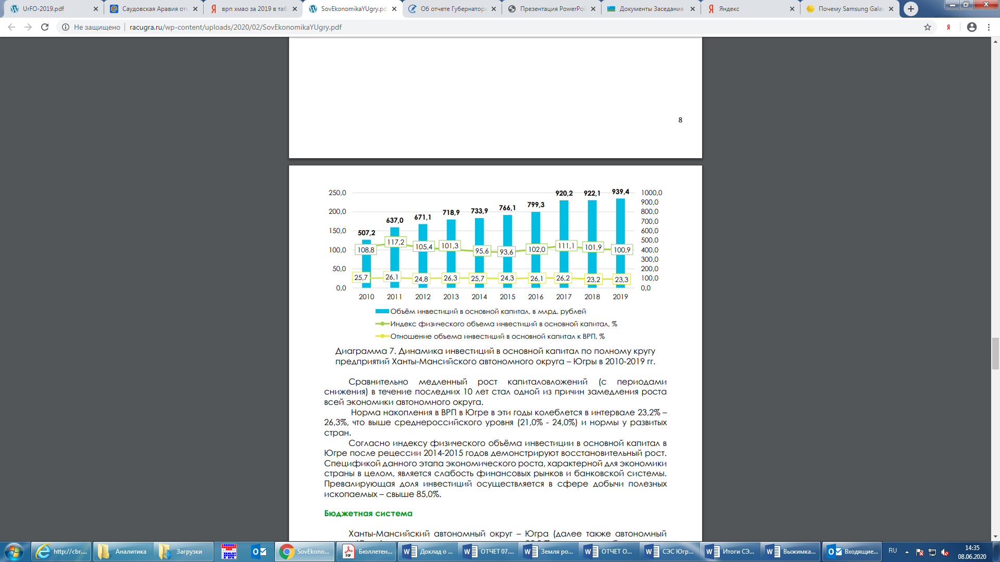 UrFO-2019.pdf
Саудовская Аравия отм
врп хмао за 2019 в таб
SovEkonomikaYUgry.pd
Об отчете Губернатора
Презентация PowerPoi
Документы Заседания
Яндекс
Почему Samsung Gala
Не защищено | racugra.ru/wp-content/uploads/2020/02/SovEkonomikaYUgry.pdf
8
250,0
200,0
150,0
100,0
50,0
0,0
1000,0
900,0
800,0
700,0
600,0
500,0
400,0
300,0
200,0
100,0
0,0
507,2 637,0 671,1 718,9 733,9 766,1 799,3 920,2 922,1 939,4
108,8 117,2 105,4 101,3 95,6 93,6 102,0 111,1 101,9 100,9
25,7 26,1 24,8 26,3 25,7 24,3 26,1 26,2 23,2 23,3
2010 2011 2012 2013 2014 2015 2016 2017 2018 2019
Объём инвестиций в основной капитал, в млрд. рублей
Индекс физического объема инвестиций в основной капитал, %
Отношение объема инвестиций в основной капитал к ВРП, %
Диаграмма 7. Динамика инвестиций в основной капитал по полному кругу
предприятий Ханты-Мансийского автономного округа – Югры в 2010-2019 гг.
Сравнительно медленный рост капиталовложений (с периодами
снижения) в течение последних 10 лет стал одной из причин замедления роста
всей экономики автономного округа.
Норма накопления в ВРП в Югре в эти годы колеблется в интервале 23,2% –
26,3%, что выше среднероссийского уровня (21,0% - 24,0%) и нормы у развитых
стран.
Согласно индексу физического объёма инвестиции в основной капитал в
Югре после рецессии 2014-2015 годов демонстрируют восстановительный рост.
Спецификой данного этапа экономического роста, характерной для экономики
страны в целом, является слабость финансовых рынков и банковской системы.
Превалирующая доля инвестиций осуществляется в сфере добычи полезных
ископаемых – свыше 85,0%.
Бюджетная система
Ханты-Мансийский автономный округ – Югра (далее также автономный
http://cbr....
Аналитика
Загрузки
SovEkono...
Бюллетен...
Доклад о ...
ОТЧЕТ 07....
Земля ро...
ОТЧЕТ О...
СЭС Югр...
Итоги СЭ...
Выжимка...
Входящие...
RU
14:35
08.06.2020